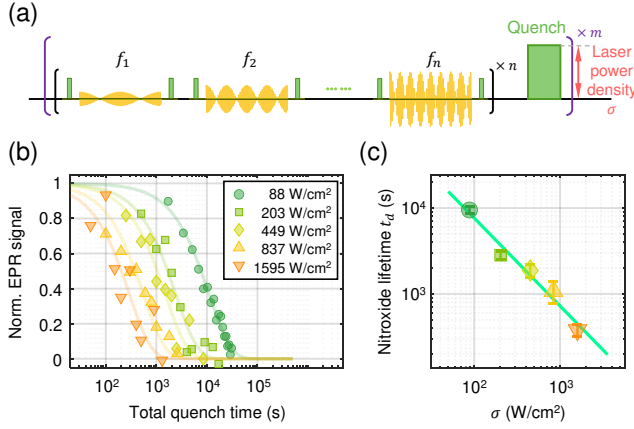 (a)
Quench
× m
f1
f2
fn
× n
Laser
power
density
σ
(b)
Norm. EPR signal
1
0.8
0.6
0.4
0.2
0
10²
10³
10⁴
10⁵
Total quench time (s)
88 W/cm²
203 W/cm²
449 W/cm²
837 W/cm²
1595 W/cm²
(c)
Nitroxide lifetime td (s)
10⁴
10³
10²
10³
σ (W/cm²)